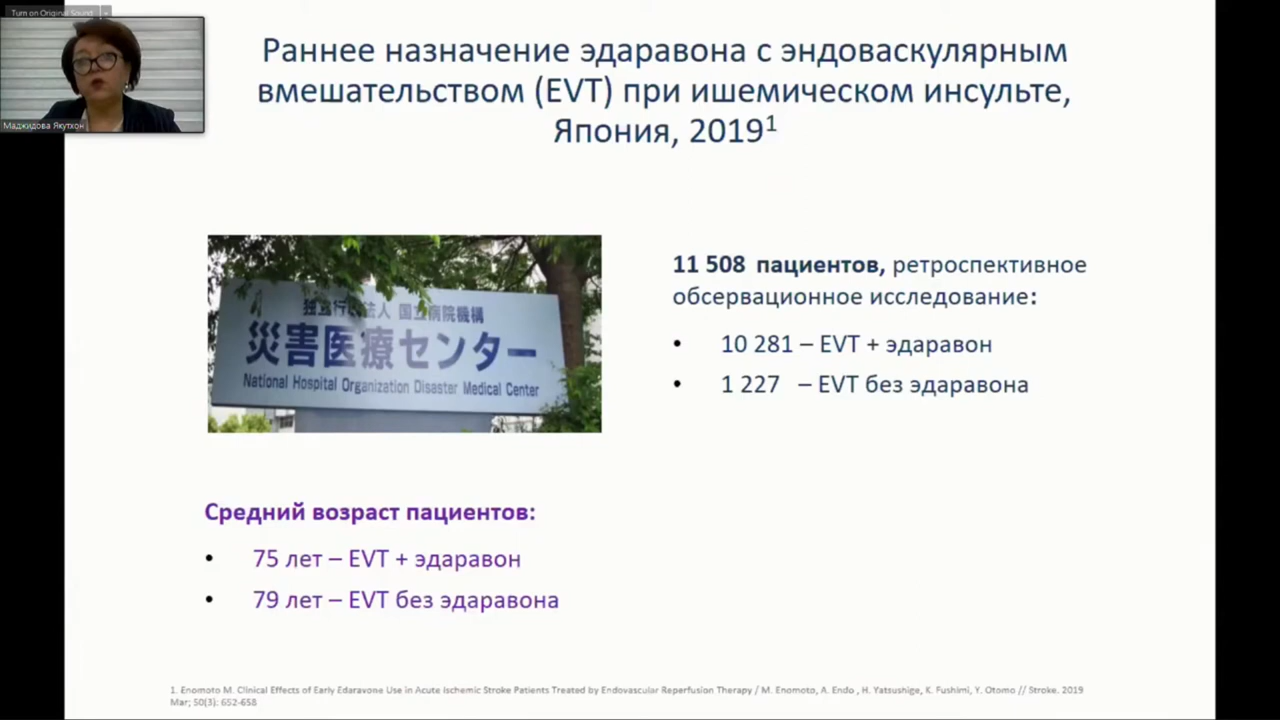 Turn on Original Sound
Маджидова Якутхон
Раннее назначение эдаравона с эндоваскулярным
вмешательством (EVT) при ишемическом инсульте,
Япония, 2019¹
独立行政法人 国立病院機構
災害医療センター
National Hospital Organization Disaster Medical Center
11 508 пациентов, ретроспективное
обсервационное исследование:
• 10 281 – EVT + эдаравон
• 1 227 – EVT без эдаравона
Средний возраст пациентов:
• 75 лет – EVT + эдаравон
• 79 лет – EVT без эдаравона
1. Enomoto M. Clinical Effects of Early Edaravone Use in Acute Ischemic Stroke Patients Treated by Endovascular Reperfusion Therapy / M. Enomoto, A. Endo , H. Yatsushige, K. Fushimi, Y. Otomo // Stroke. 2019
Mar; 50(3): 652-658